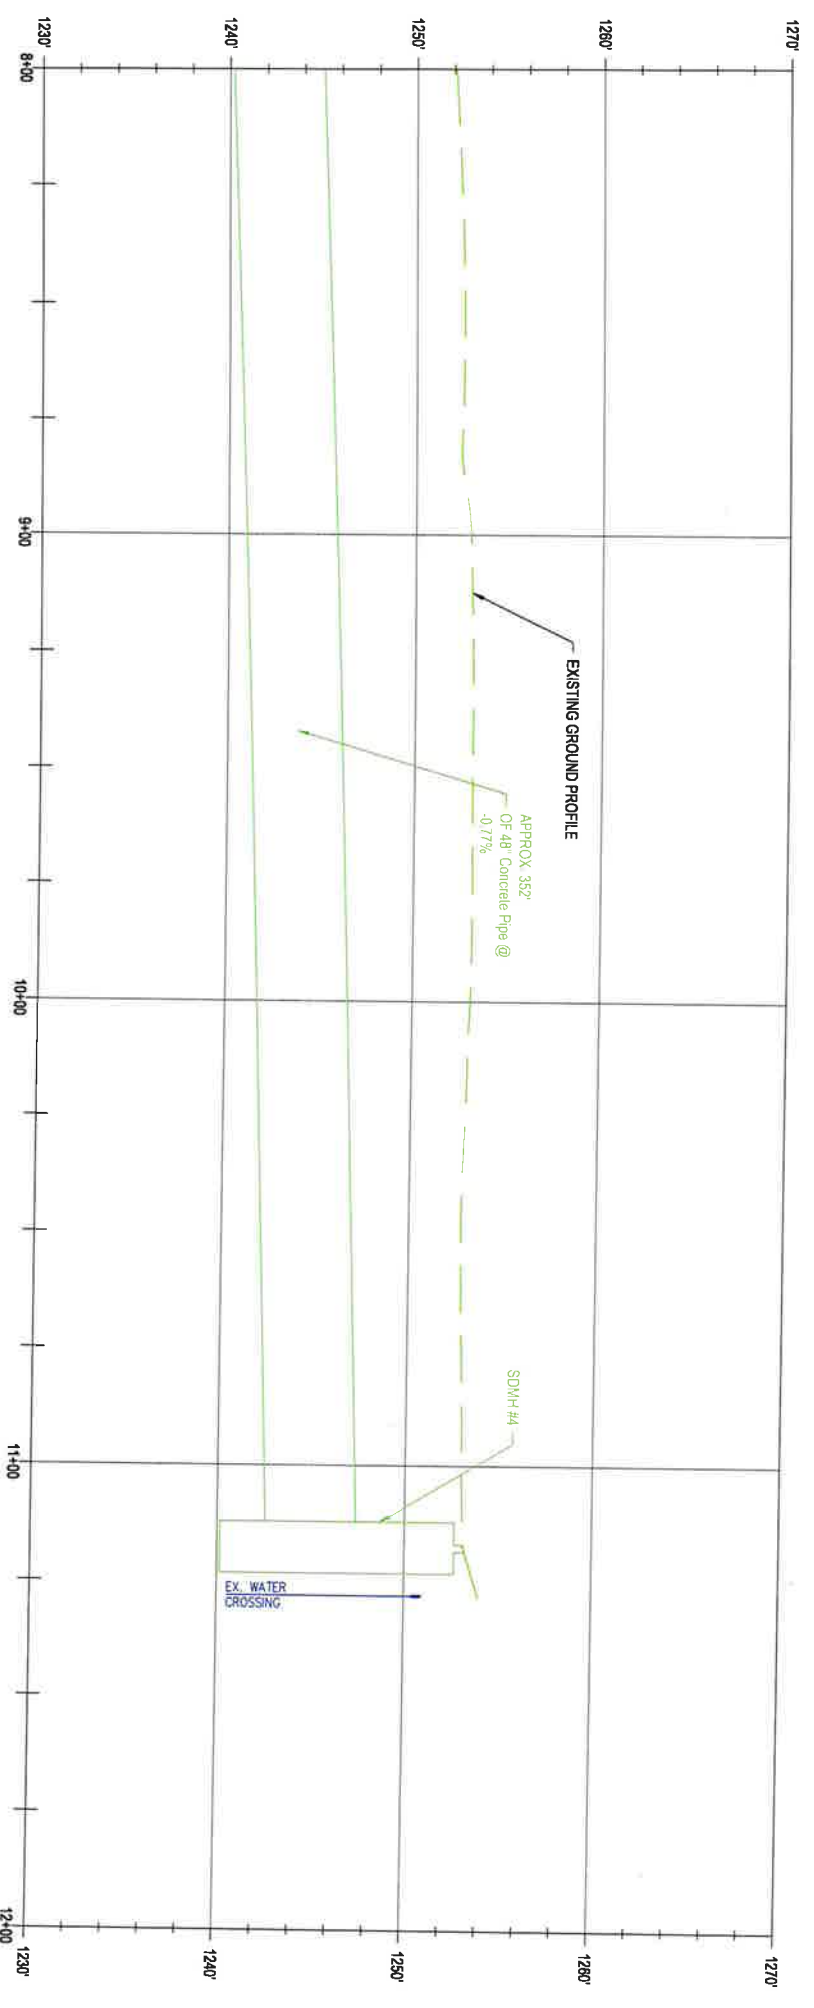 1270'
1260'
1250'
1240'
1230'
8+00
9+00
10+00
11+00
12+00
1270'
1260'
1250'
1240'
1230'
EXISTING GROUND PROFILE
APPROX. 352'
OF 48" Concrete Pipe @
-0.77%
SDMH #4
EX. WATER
CROSSING